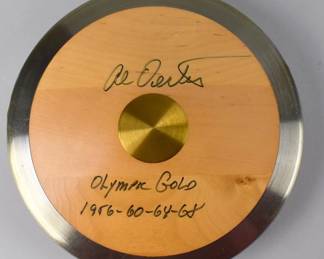 Al Oerter
Olympic Gold
1956-60-64-68